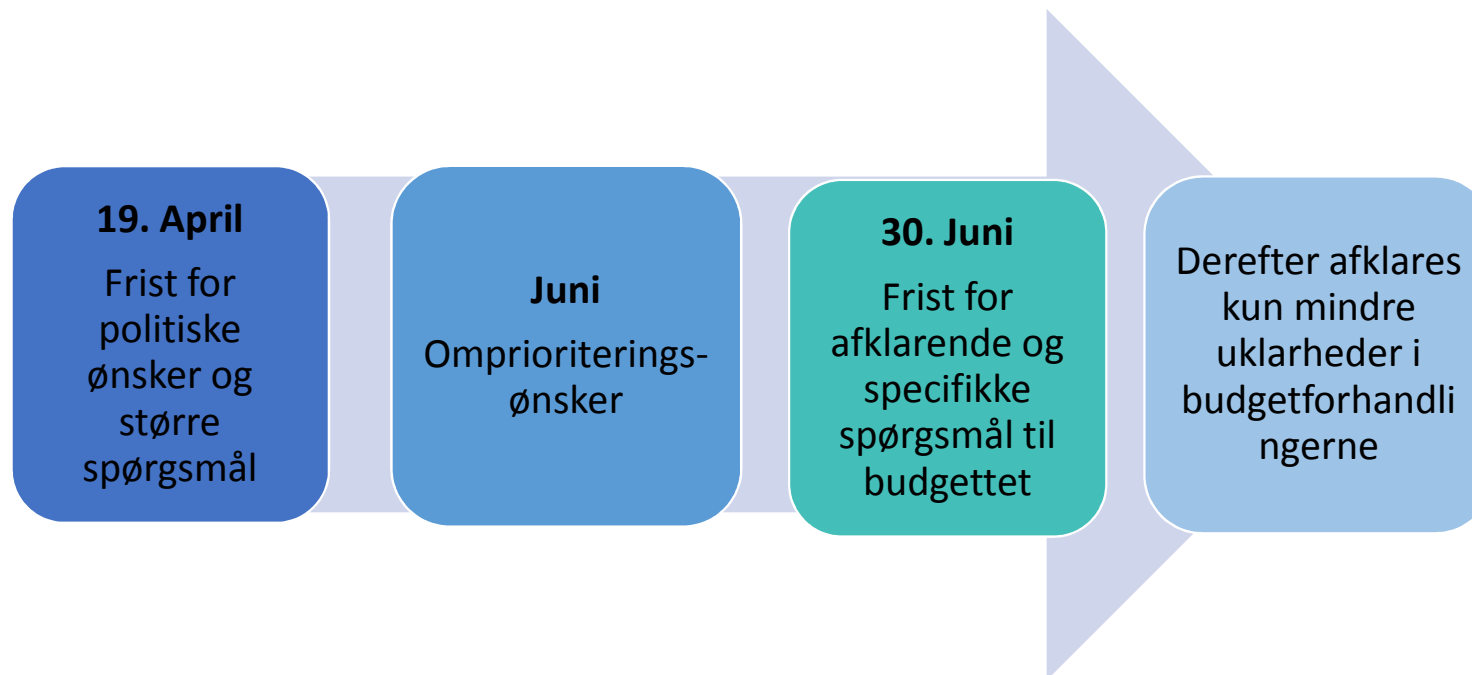 19. April
Frist for
politiske
ønsker og
større
spørgsmål
Juni
Omprioriterings-
ønsker
30. Juni
Frist for
afklarende og
specifikke
spørgsmål til
budgettet
Derefter afklares
kun mindre
uklarheder i
budgetforhandli
ngerne